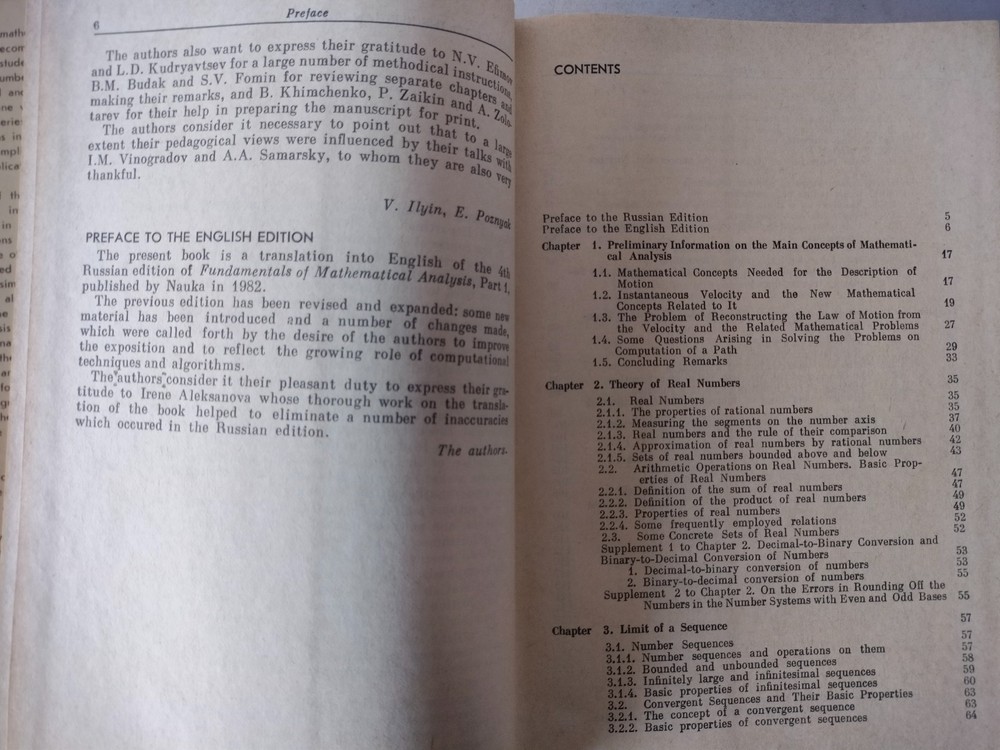 6
Preface
The authors also want to express their gratitude to N.V. Efimov
and L.D. Kudryavtsev for a large number of methodical instructions,
B.M. Budak and S.V. Fomin for reviewing separate chapters and
making their remarks, and B. Khimchenko, P. Zaikin and A. Zolo-
tarev for their help in preparing the manuscript for print.
The authors consider it necessary to point out that to a large
extent their pedagogical views were influenced by their talks with
I.M. Vinogradov and A.A. Samarsky, to whom they are also very
thankful.
V. Ilyin, E. Poznyak
PREFACE TO THE ENGLISH EDITION
The present book is a translation into English of the 4th
Russian edition of Fundamentals of Mathematical Analysis, Part 1,
published by Nauka in 1982.
The previous edition has been revised and expanded: some new
material has been introduced and a number of changes made,
which were called forth by the desire of the authors to improve
the exposition and to reflect the growing role of computational
techniques and algorithms.
The authors consider it their pleasant duty to express their gra-
titude to Irene Aleksanova whose thorough work on the transla-
tion of the book helped to eliminate a number of inaccuracies
which occured in the Russian edition.
The authors.
CONTENTS
Preface to the Russian Edition 5
Preface to the English Edition 6
Chapter 1. Preliminary Information on the Main Concepts of Mathemati-
cal Analysis 17
1.1. Mathematical Concepts Needed for the Description of
Motion 17
1.2. Instantaneous Velocity and the New Mathematical
Concepts Related to It 19
1.3. The Problem of Reconstructing the Law of Motion from
the Velocity and the Related Mathematical Problems 27
1.4. Some Questions Arising in Solving the Problems on
Computation of a Path 29
1.5. Concluding Remarks 33
Chapter 2. Theory of Real Numbers 35
2.1. Real Numbers 35
2.1.1. The properties of rational numbers 35
2.1.2. Measuring the segments on the number axis 37
2.1.3. Real numbers and the rule of their comparison 40
2.1.4. Approximation of real numbers by rational numbers 42
2.1.5. Sets of real numbers bounded above and below 43
2.2. Arithmetic Operations on Real Numbers. Basic Prop-
erties of Real Numbers 47
2.2.1. Definition of the sum of real numbers 47
2.2.2. Definition of the product of real numbers 49
2.2.3. Properties of real numbers 49
2.2.4. Some frequently employed relations 52
2.3. Some Concrete Sets of Real Numbers 52
Supplement 1 to Chapter 2. Decimal-to-Binary Conversion and
Binary-to-Decimal Conversion of Numbers 53
1. Decimal-to-binary conversion of numbers 53
2. Binary-to-decimal conversion of numbers 55
Supplement 2 to Chapter 2. On the Errors in Rounding Off the
Numbers in the Number Systems with Even and Odd Bases 55
Chapter 3. Limit of a Sequence 57
3.1. Number Sequences 57
3.1.1. Number sequences and operations on them 57
3.1.2. Bounded and unbounded sequences 58
3.1.3. Infinitely large and infinitesimal sequences 59
3.1.4. Basic properties of infinitesimal sequences 60
3.2. Convergent Sequences and Their Basic Properties 63
3.2.1. The concept of a convergent sequence 63
3.2.2. Basic properties of convergent sequences 64